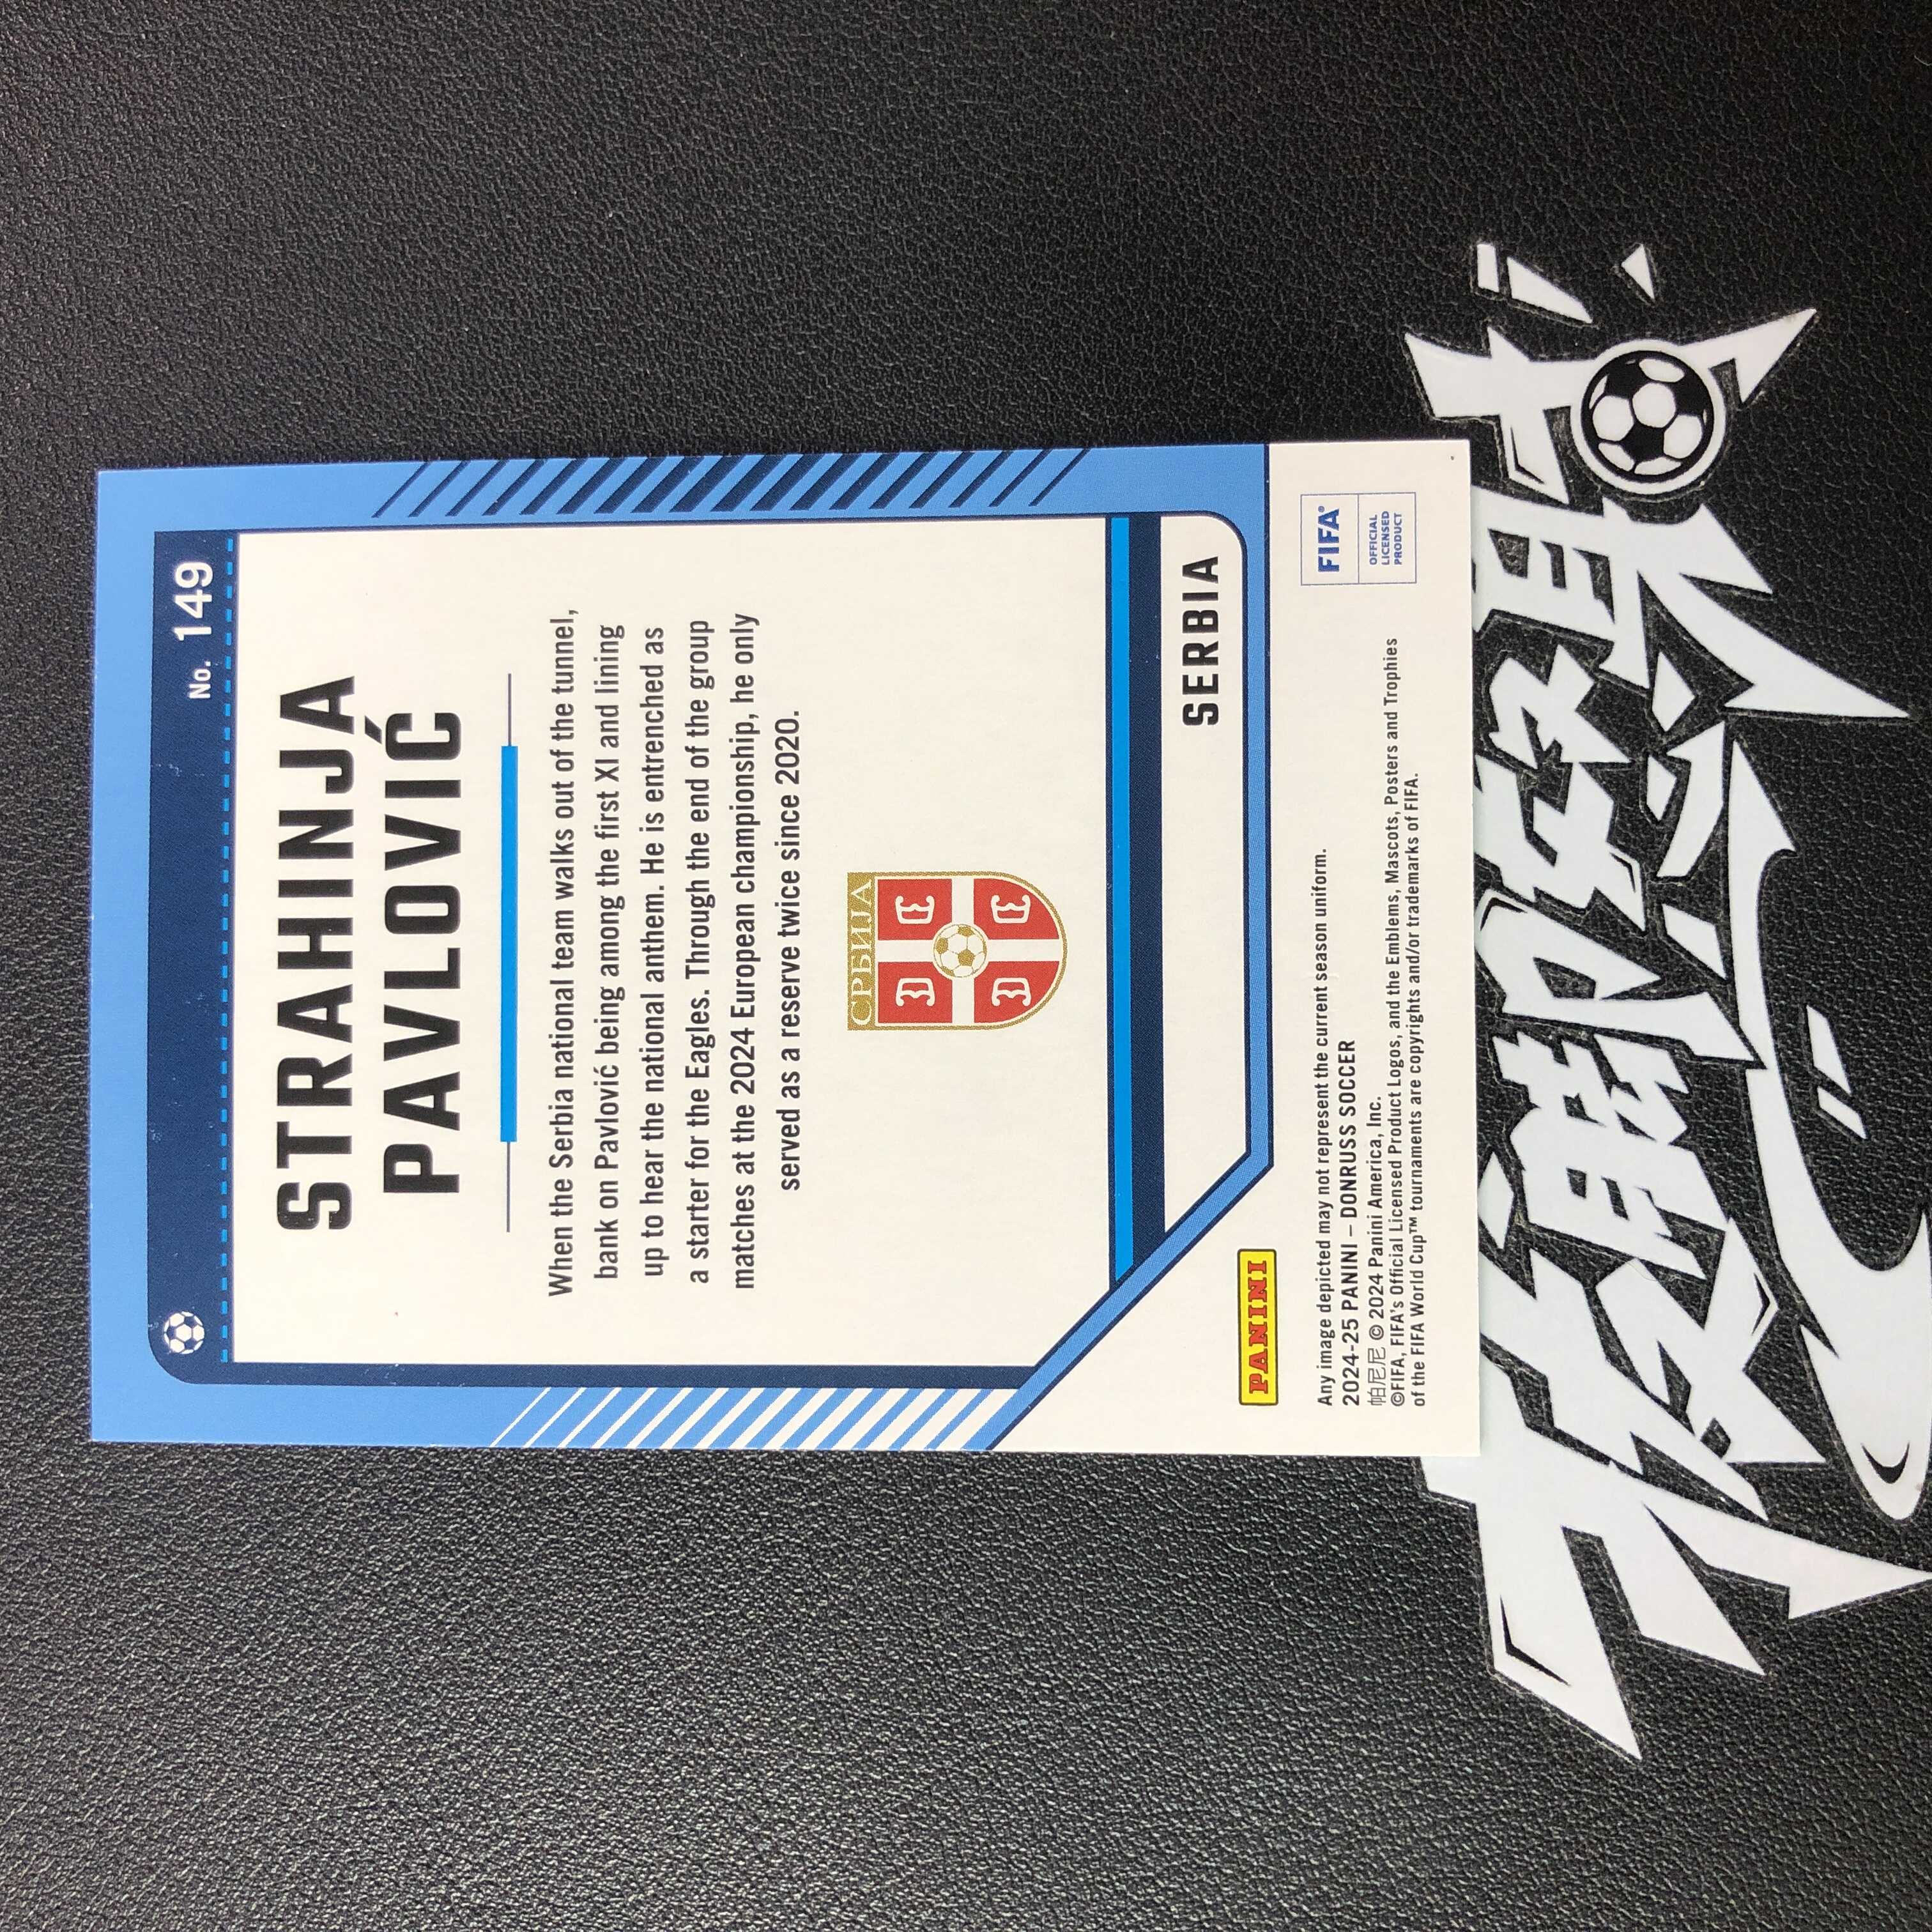 No. 149
STRAHINJA
PAVLOVIĆ
When the Serbia national team walks out of the tunnel,
bank on Pavlović being among the first XI and lining
up to hear the national anthem. He is entrenched as
a starter for the Eagles. Through the end of the group
matches at the 2024 European championship, he only
served as a reserve twice since 2020.
СРБИЈА
SERBIA
PANINI
Any image depicted may not represent the current season uniform.
2024-25 PANINI – DONRUSS SOCCER
帕尼尼 © 2024 Panini America, Inc.
©FIFA, FIFA's Official Licensed Product Logos, and the Emblems, Mascots, Posters and Trophies
of the FIFA World Cup™ tournaments are copyrights and/or trademarks of FIFA.
FIFA®
OFFICIAL
LICENSED
PRODUCT